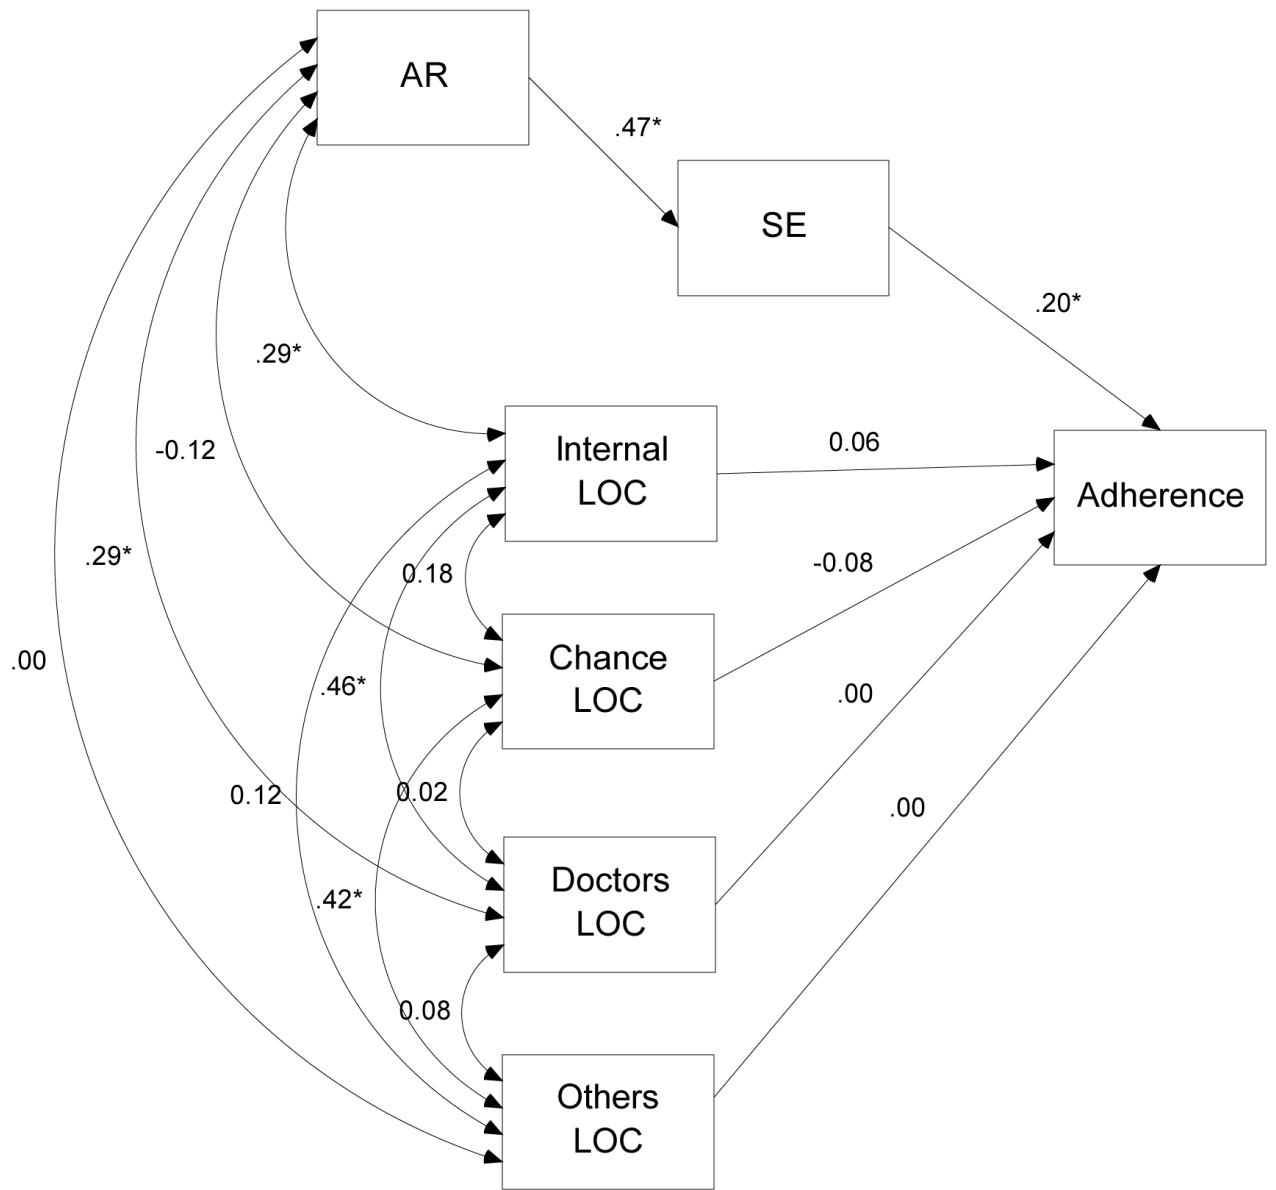 AR
.47*
SE
.20*
.29*
Internal
LOC
0.06
-0.12
Adherence
.29*
0.18
-0.08
Chance
LOC
.00
.46*
.00
0.12
0.02
.00
Doctors
LOC
.42*
0.08
Others
LOC